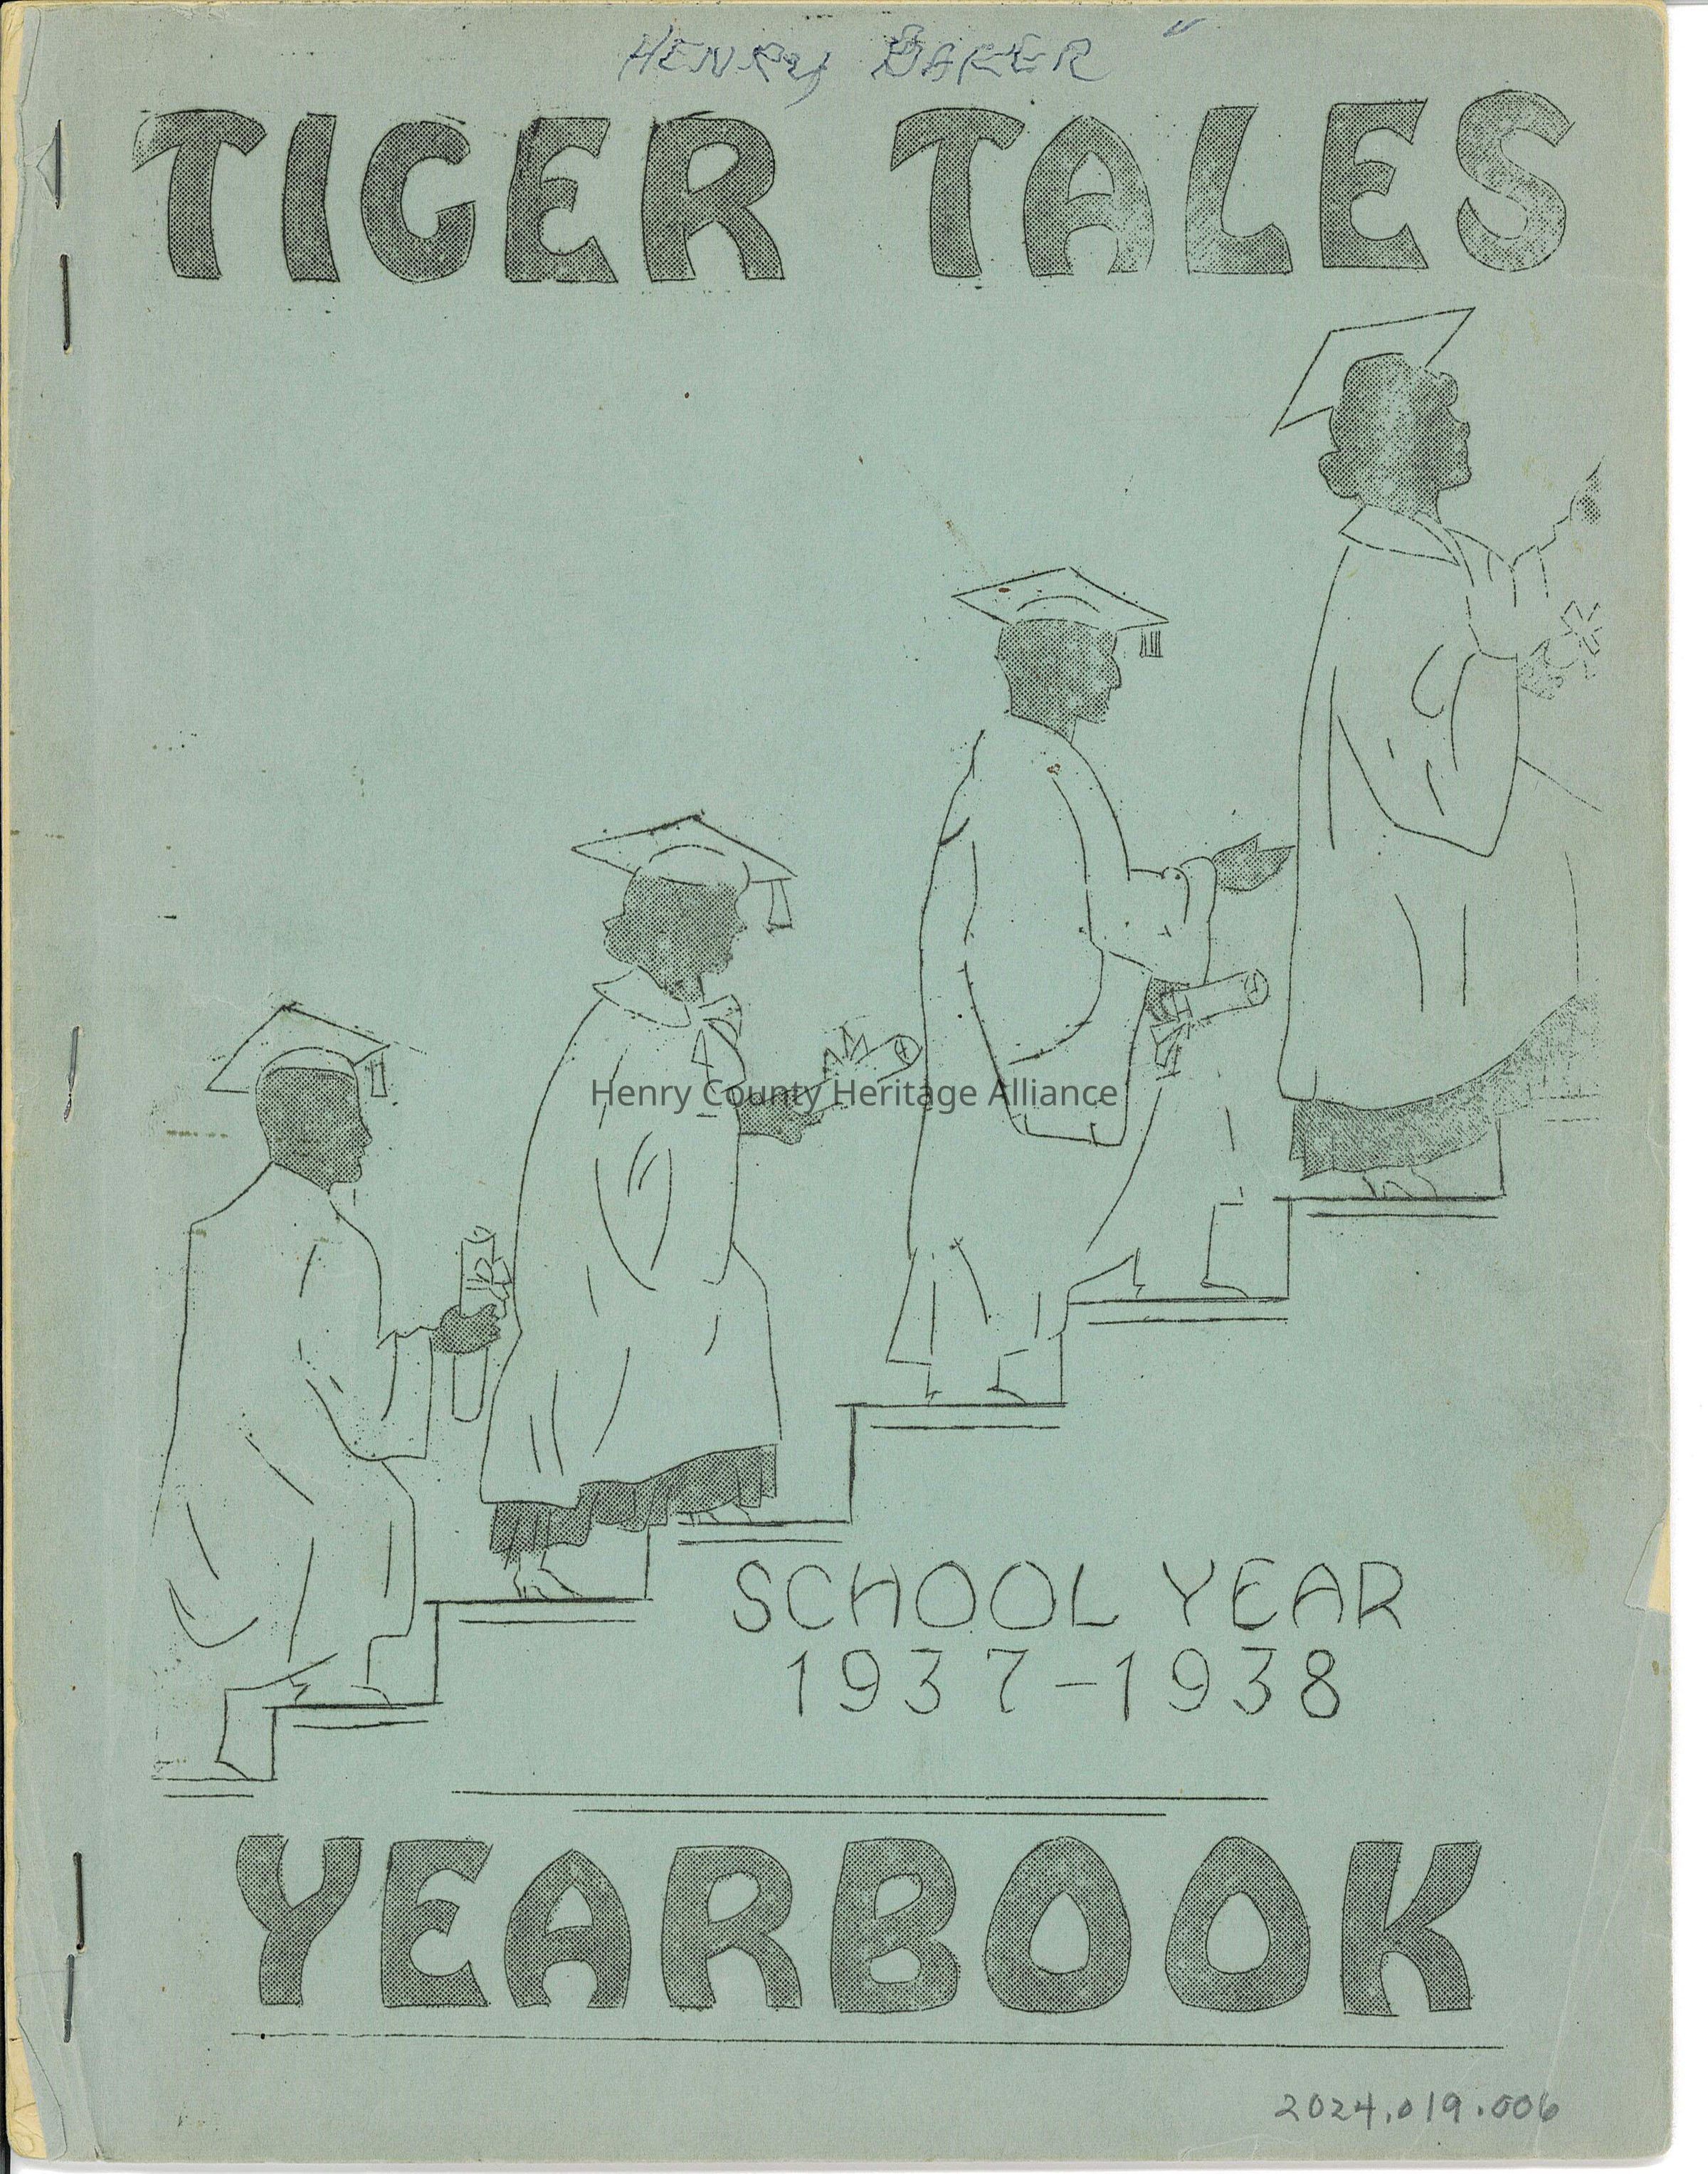 HENRY BAKER
TIGER TALES
Henry County Heritage Alliance
SCHOOL YEAR
1937-1938
YEARBOOK
2024.019.006